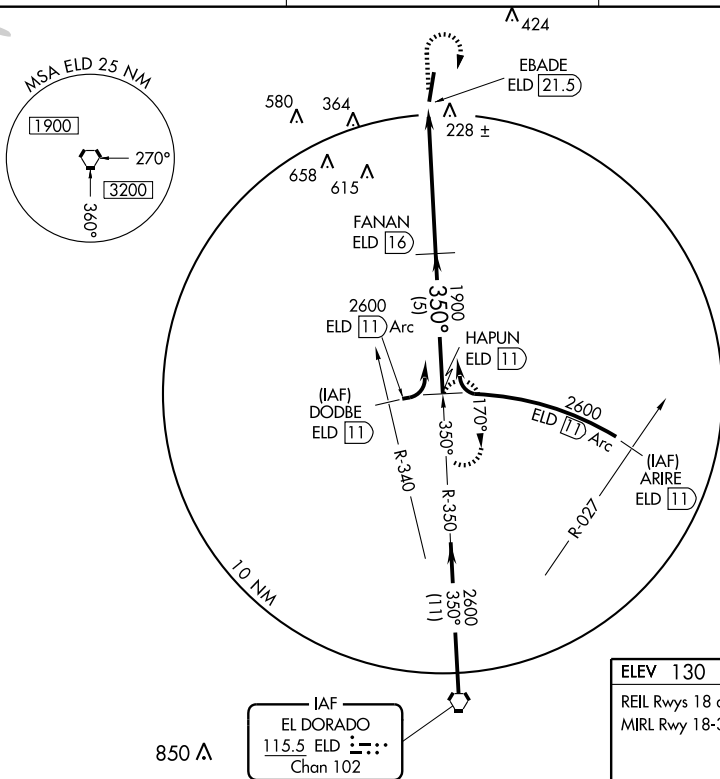 424
EBADE
ELD 21.5
MSA ELD 25 NM
1900
270°
3200
360°
580
364
228 ±
658
615
FANAN
ELD 16
1900
350°
(5)
2600
ELD 11 Arc
HAPUN
ELD 11
(IAF)
DODBE
ELD 11
170°
2600
ELD 11 Arc
350°
(IAF)
ARIRE
ELD 11
R-340
R-350
R-027
10 NM
2600
350°
(11)
ELEV 130
REIL Rwys 18
MIRL Rwy 18-3
IAF
EL DORADO
115.5 ELD
Chan 102
850